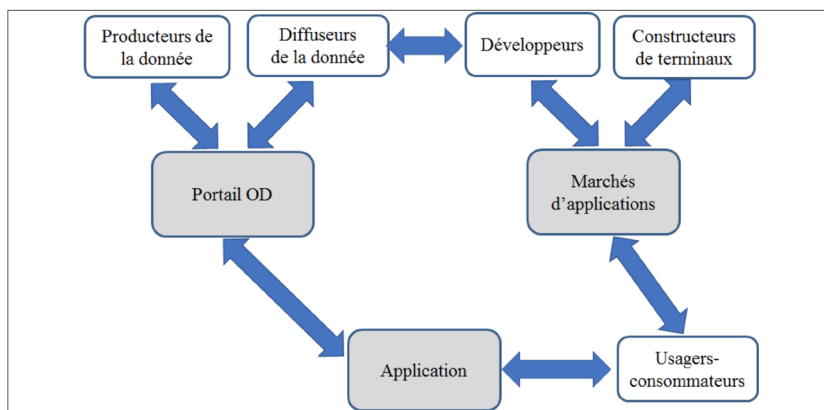 Producteurs de
la donnée
Diffuseurs
de la donnée
Développeurs
Constructeurs
de terminaux
Portail OD
Marchés
d’applications
Application
Usagers-
consommateurs